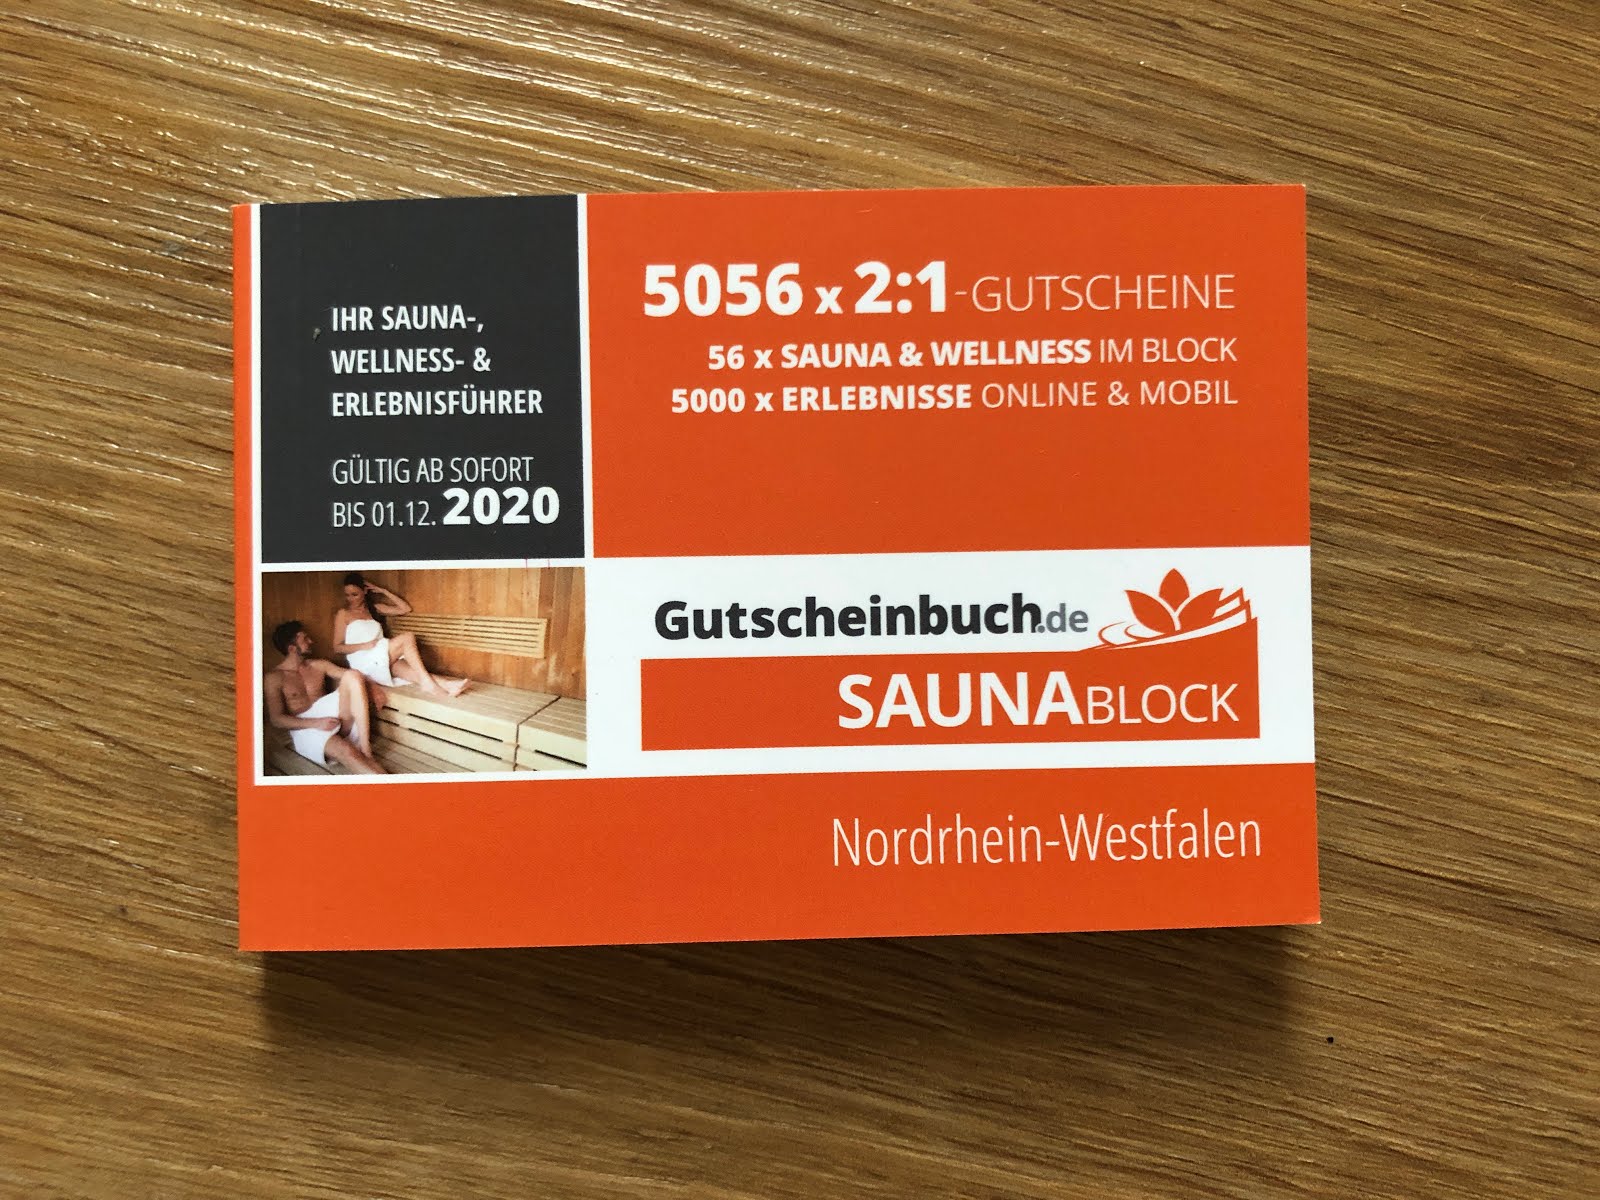 IHR SAUNA-,
WELLNESS- &
ERLEBNISFÜHRER
GÜLTIG AB SOFORT
BIS 01.12. 2020
5056 x 2:1-GUTSCHEINE
56 x SAUNA & WELLNESS IM BLOCK
5000 x ERLEBNISSE ONLINE & MOBIL
Gutscheinbuch.de
SAUNABLOCK
Nordrhein-Westfalen